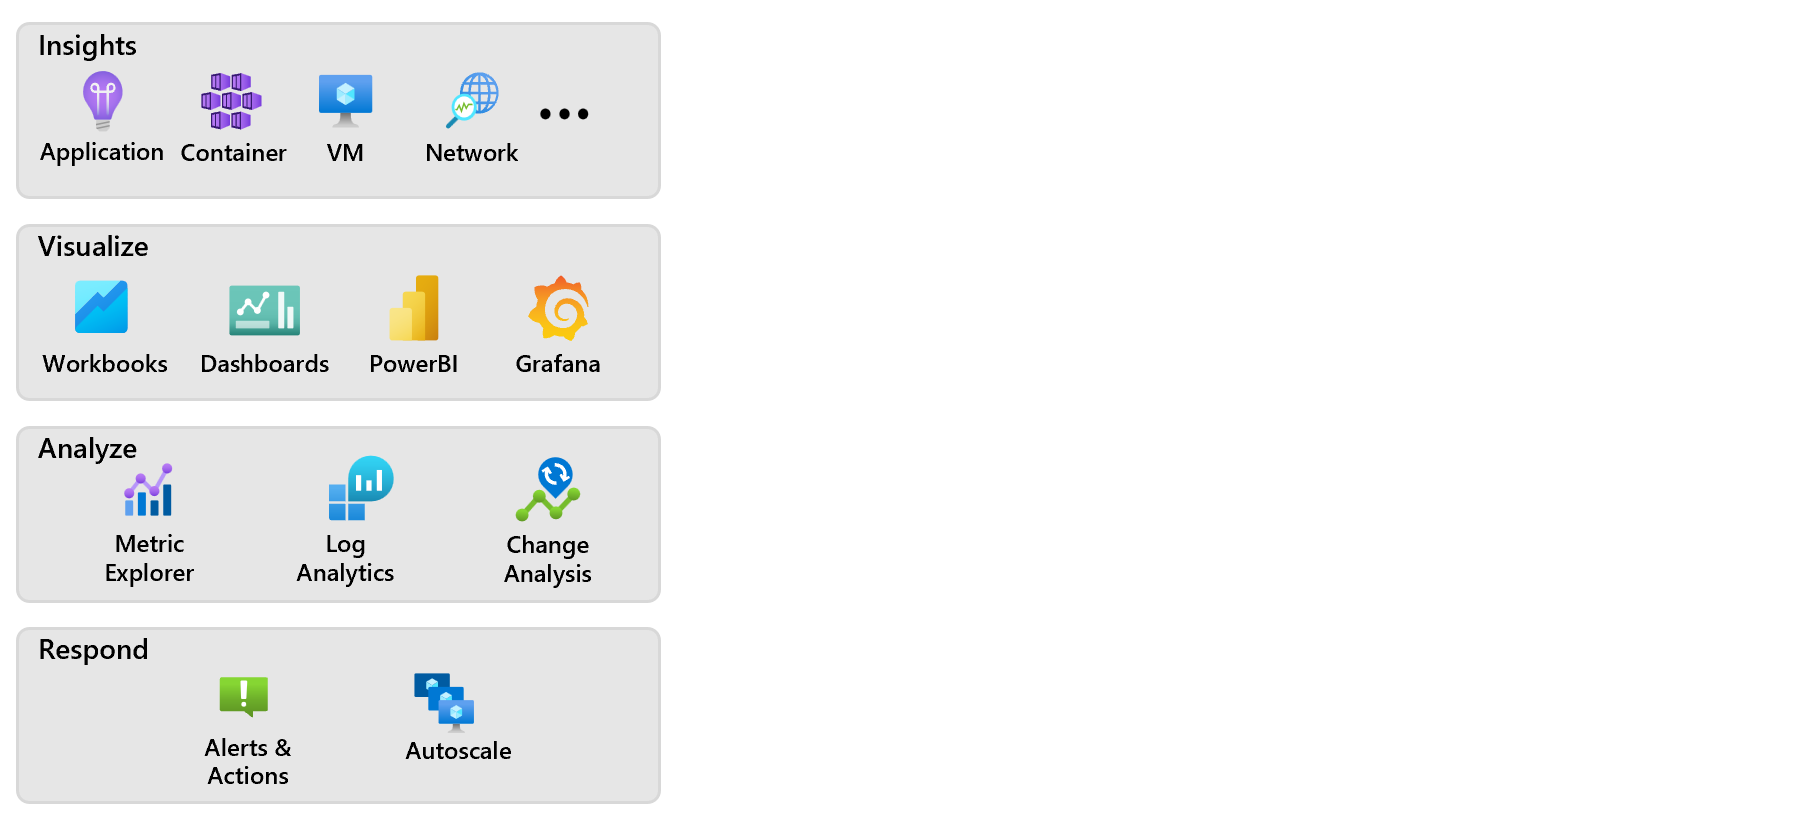 Insights
Application Container VM Network
Visualize
Workbooks Dashboards PowerBI Grafana
Analyze
Metric Explorer
Log Analytics
Change Analysis
Respond
Alerts &
Actions
Autoscale